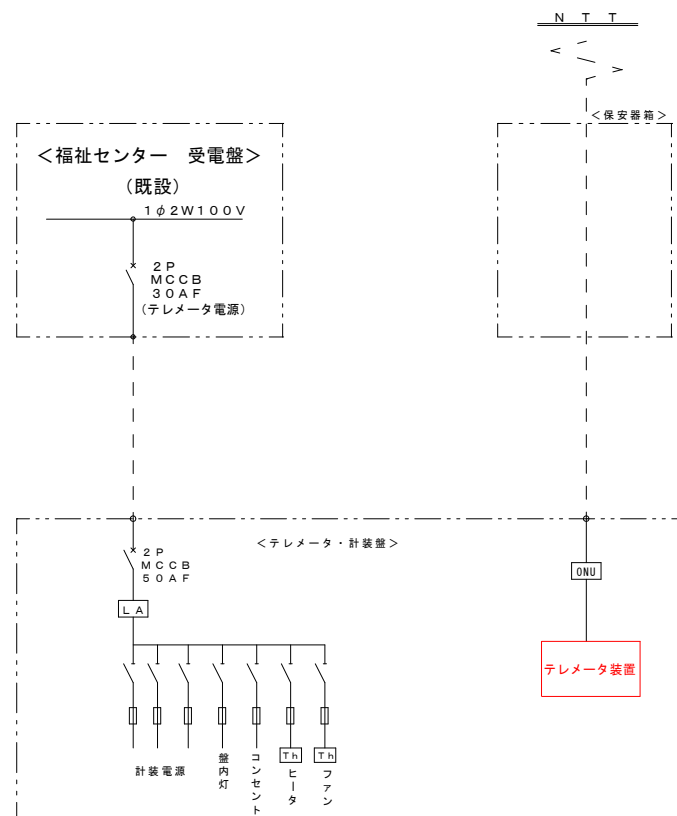 ＮＴＴ
＜保安器箱＞
＜福祉センター　受電盤＞
（既設）
１φ２Ｗ１００Ｖ
２Ｐ
ＭＣＣＢ
３０ＡＦ
（テレメータ電源）
＜テレメータ・計装盤＞
２Ｐ
ＭＣＣＢ
５０ＡＦ
ＬＡ
ONU
テレメータ装置
計装電源
盤内灯
コンセント
Ｔｈ
ヒータ
Ｔｈ
ファン